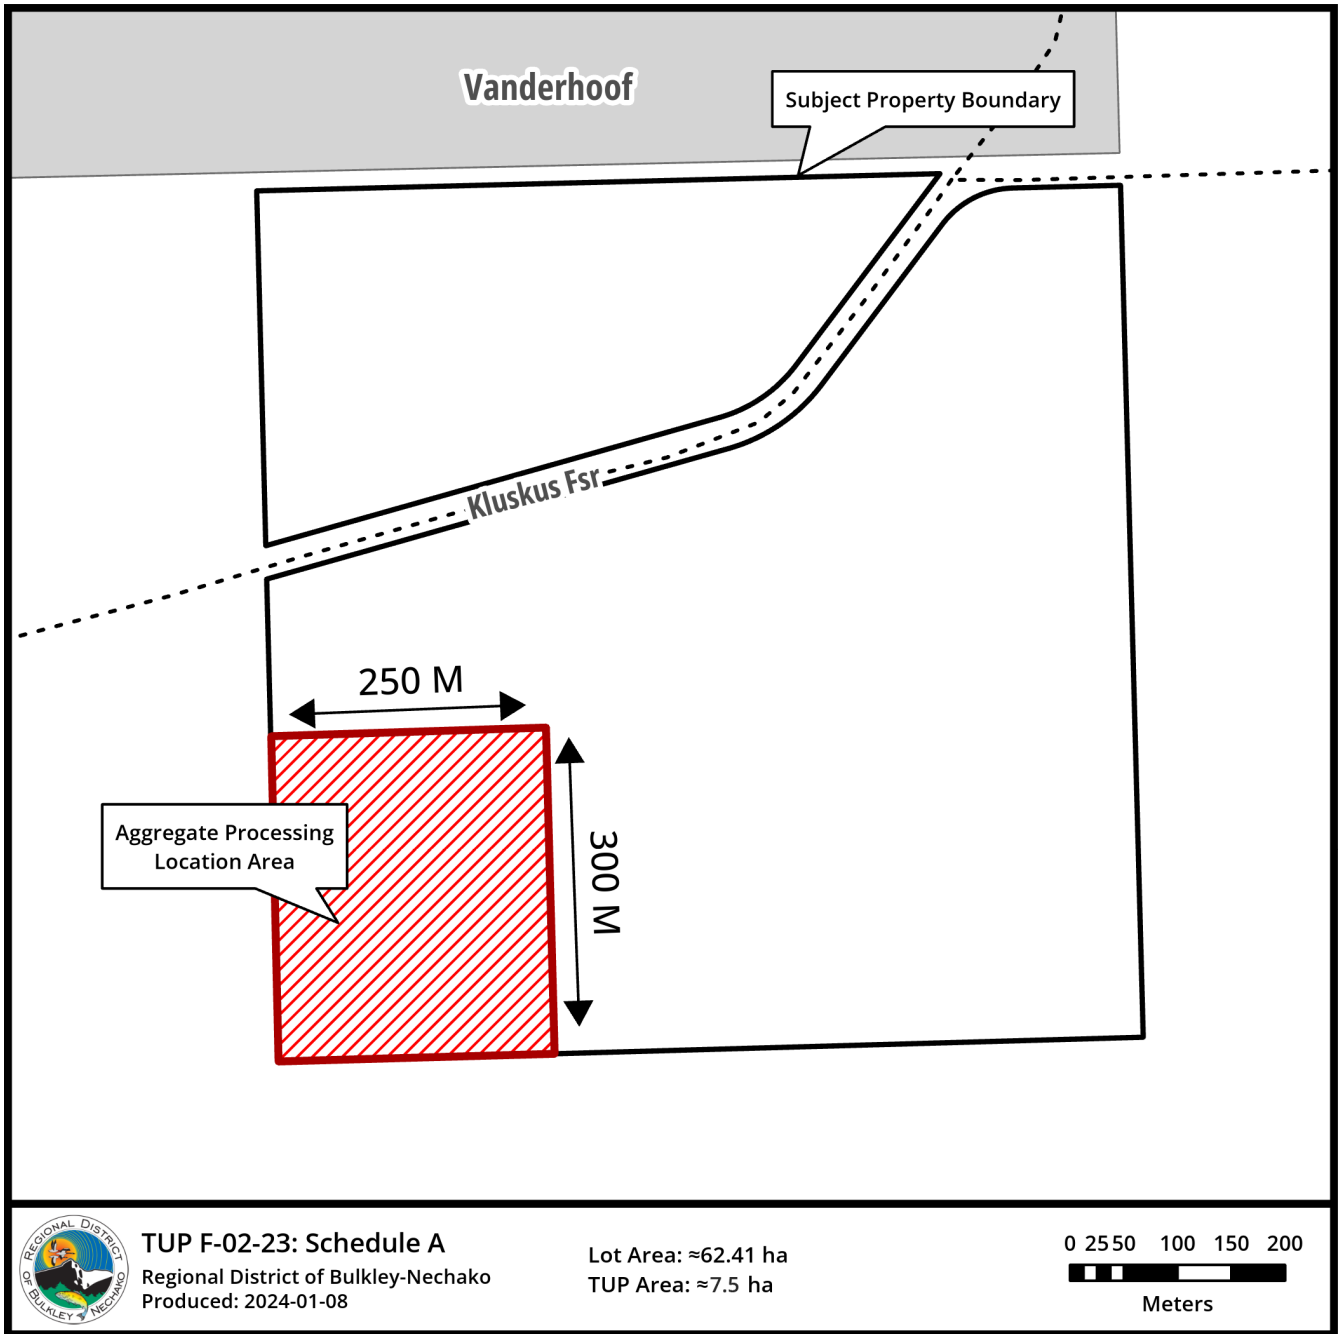 Vanderhoof
Subject Property Boundary
Kluskus Fsr
250 M
300 M
Aggregate Processing
Location Area
REGIONAL DISTRICT
OF BULKLEY NECHAKO
TUP F-02-23: Schedule A
Regional District of Bulkley-Nechako
Produced: 2024-01-08
Lot Area: ≈62.41 ha
TUP Area: ≈7.5 ha
0 25 50 100 150 200
Meters